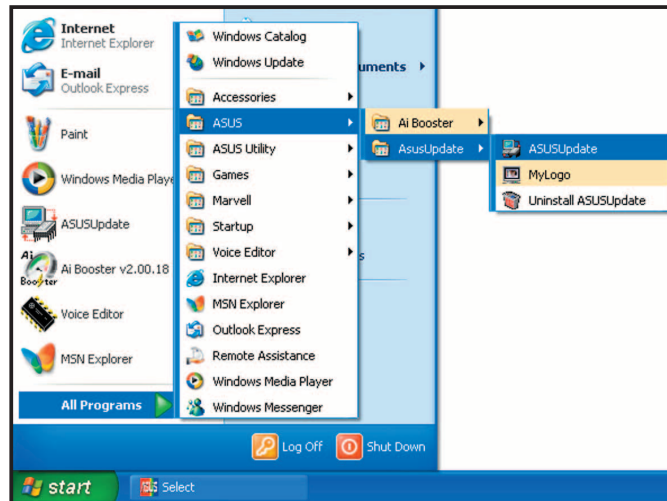 Internet
Internet Explorer
E-mail
Outlook Express
Paint
Windows Media Playe
ASUSUpdate
Ai Booster v2.00.18
Voice Editor
MSN Explorer
All Programs
Windows Catalog
Windows Update
Accessories
ASUS
ASUS Utility
Games
Marvell
Startup
Voice Editor
Internet Explorer
MSN Explorer
Outlook Express
Remote Assistance
Windows Media Player
Windows Messenger
uments
s
Ai Booster
AsusUpdate
ASUSUpdate
MyLogo
Uninstall ASUSUpdate
Log Off
Shut Down
start
Select